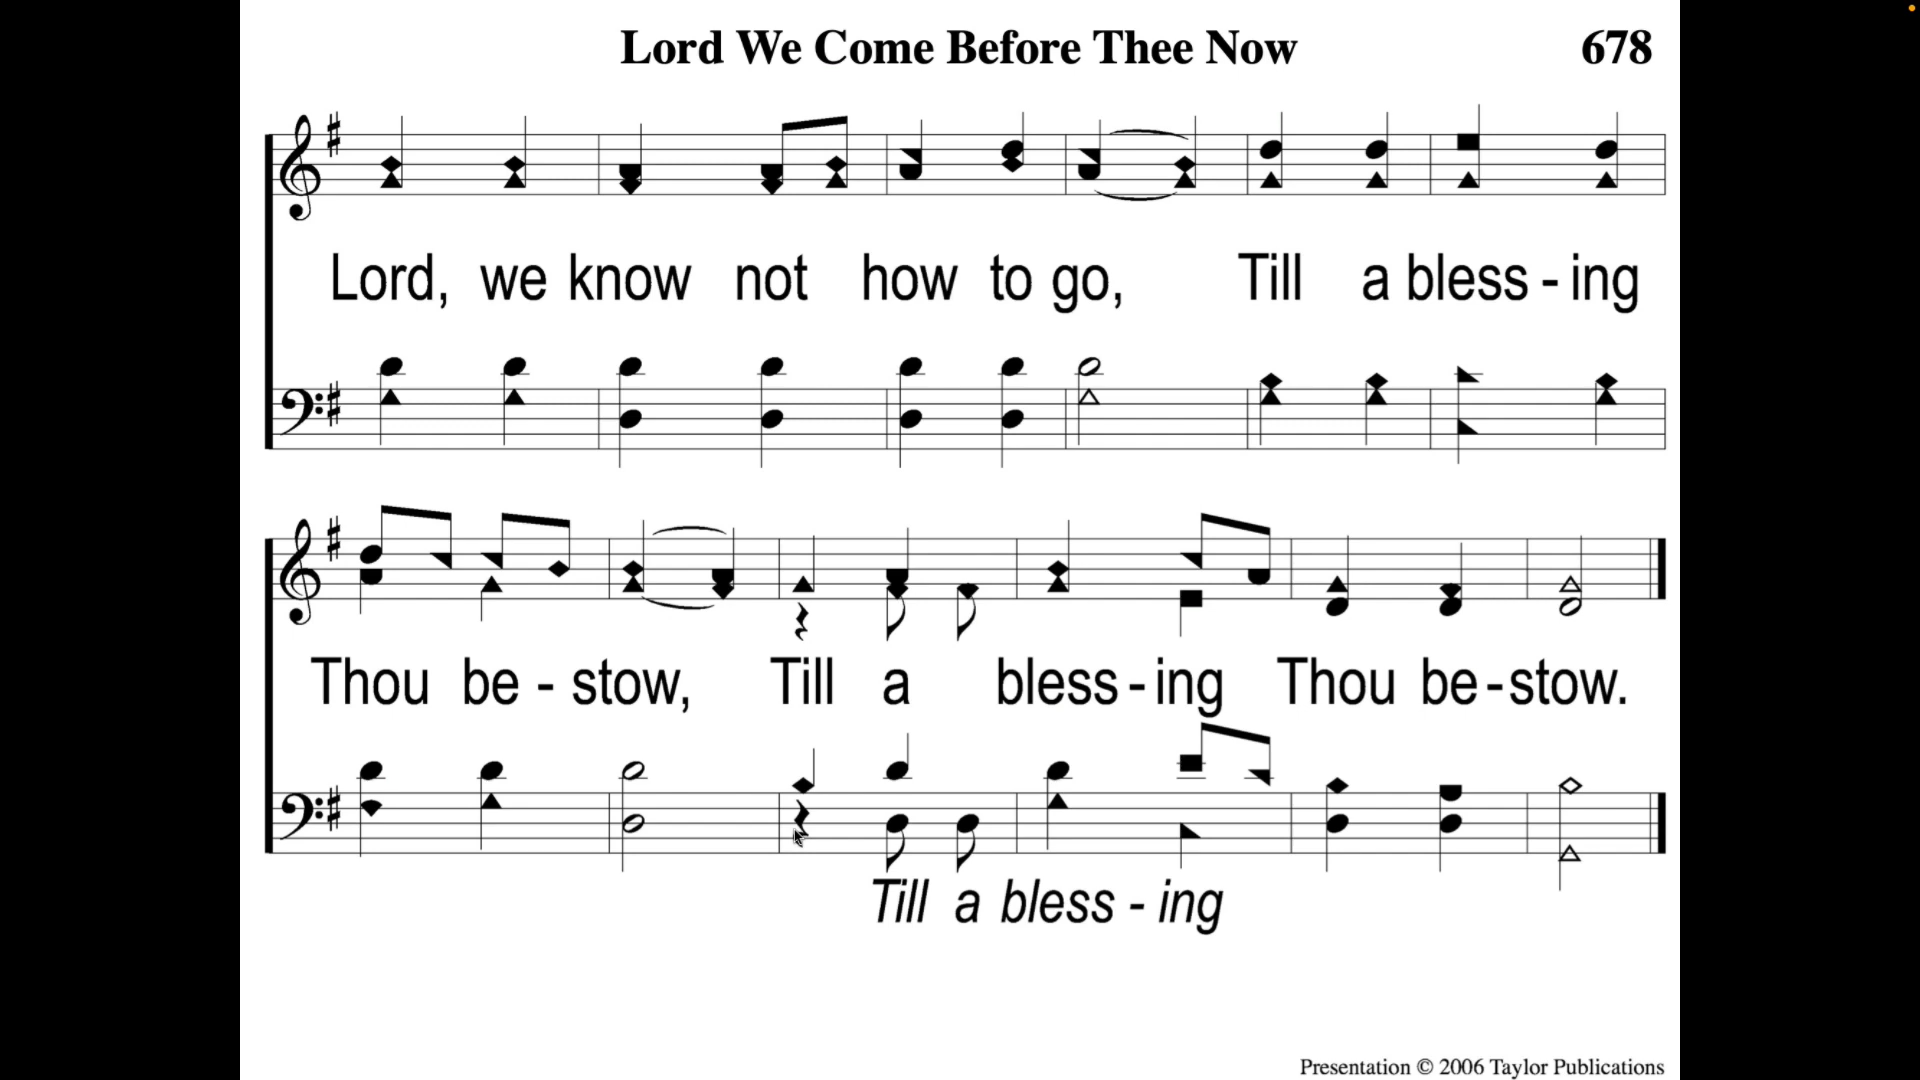 Lord We Come Before Thee Now 678
Lord, we know not how to go, Till a bless - ing
Thou be - stow, Till a bless - ing Thou be - stow.
Till a bless - ing
Presentation © 2006 Taylor Publications